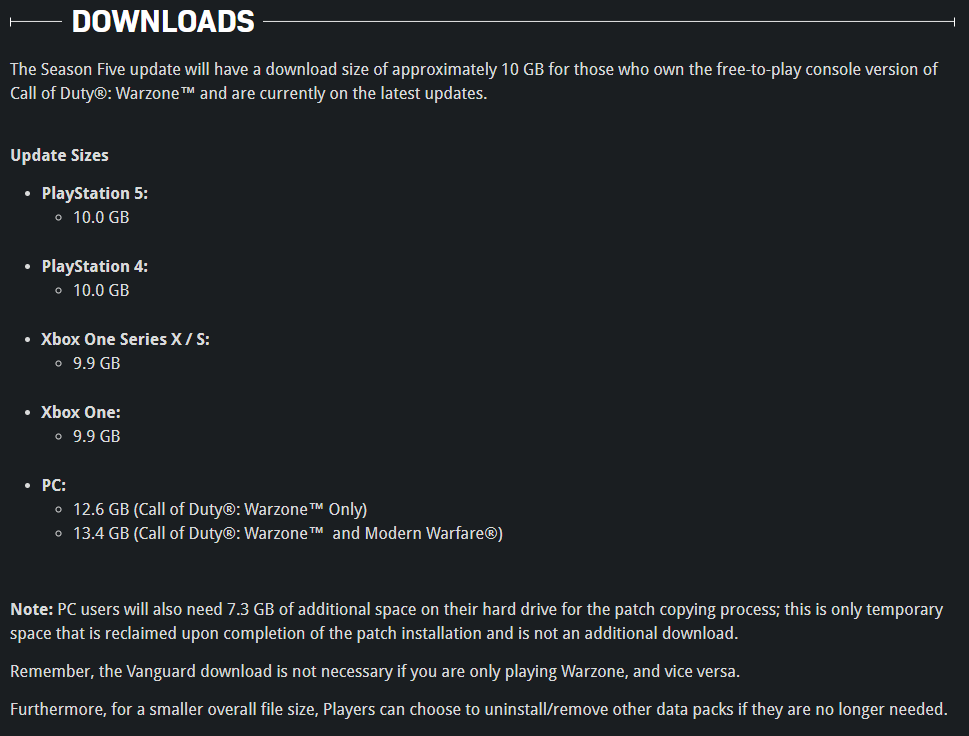 DOWNLOADS
The Season Five update will have a download size of approximately 10 GB for those who own the free-to-play console version of
Call of Duty®: Warzone™ and are currently on the latest updates.
Update Sizes
• PlayStation 5:
◦ 10.0 GB
• PlayStation 4:
◦ 10.0 GB
• Xbox One Series X / S:
◦ 9.9 GB
• Xbox One:
◦ 9.9 GB
• PC:
◦ 12.6 GB (Call of Duty®: Warzone™ Only)
◦ 13.4 GB (Call of Duty®: Warzone™  and Modern Warfare®)
Note: PC users will also need 7.3 GB of additional space on their hard drive for the patch copying process; this is only temporary
space that is reclaimed upon completion of the patch installation and is not an additional download.
Remember, the Vanguard download is not necessary if you are only playing Warzone, and vice versa.
Furthermore, for a smaller overall file size, Players can choose to uninstall/remove other data packs if they are no longer needed.